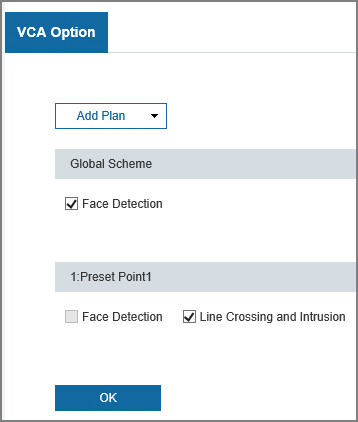 VCA Option
Add Plan
Global Scheme
Face Detection
1:Preset Point1
Face Detection Line Crossing and Intrusion
OK